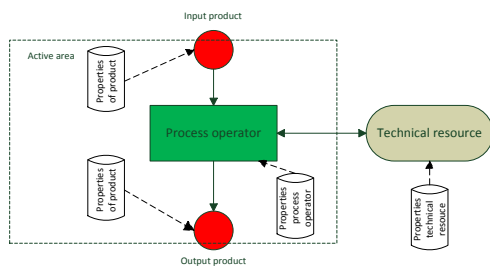 Input product
Active area
Properties
of product
Process operator
Technical resource
Properties
of product
Properties
process
operator
Properties
technical
resouce
Output product